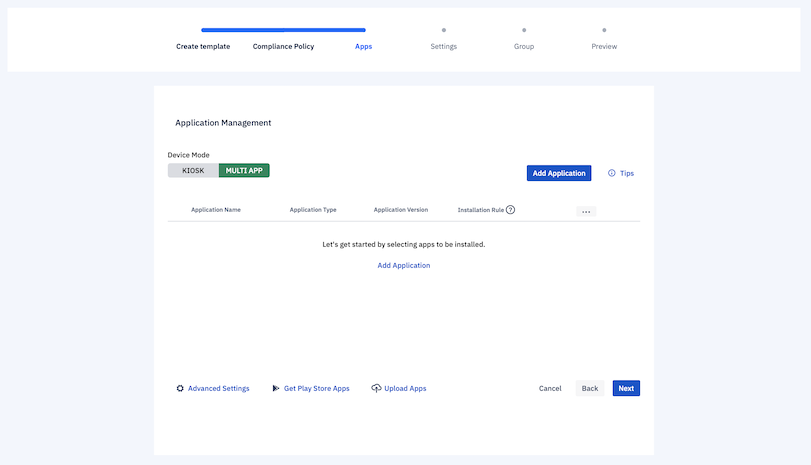 Create template Compliance Policy Apps Settings Group Preview
Application Management
Device Mode
KIOSK MULTI APP
Add Application Tips
Application Name Application Type Application Version Installation Rule ? ...
Let's get started by selecting apps to be installed.
Add Application
Advanced Settings Get Play Store Apps Upload Apps Cancel Back Next